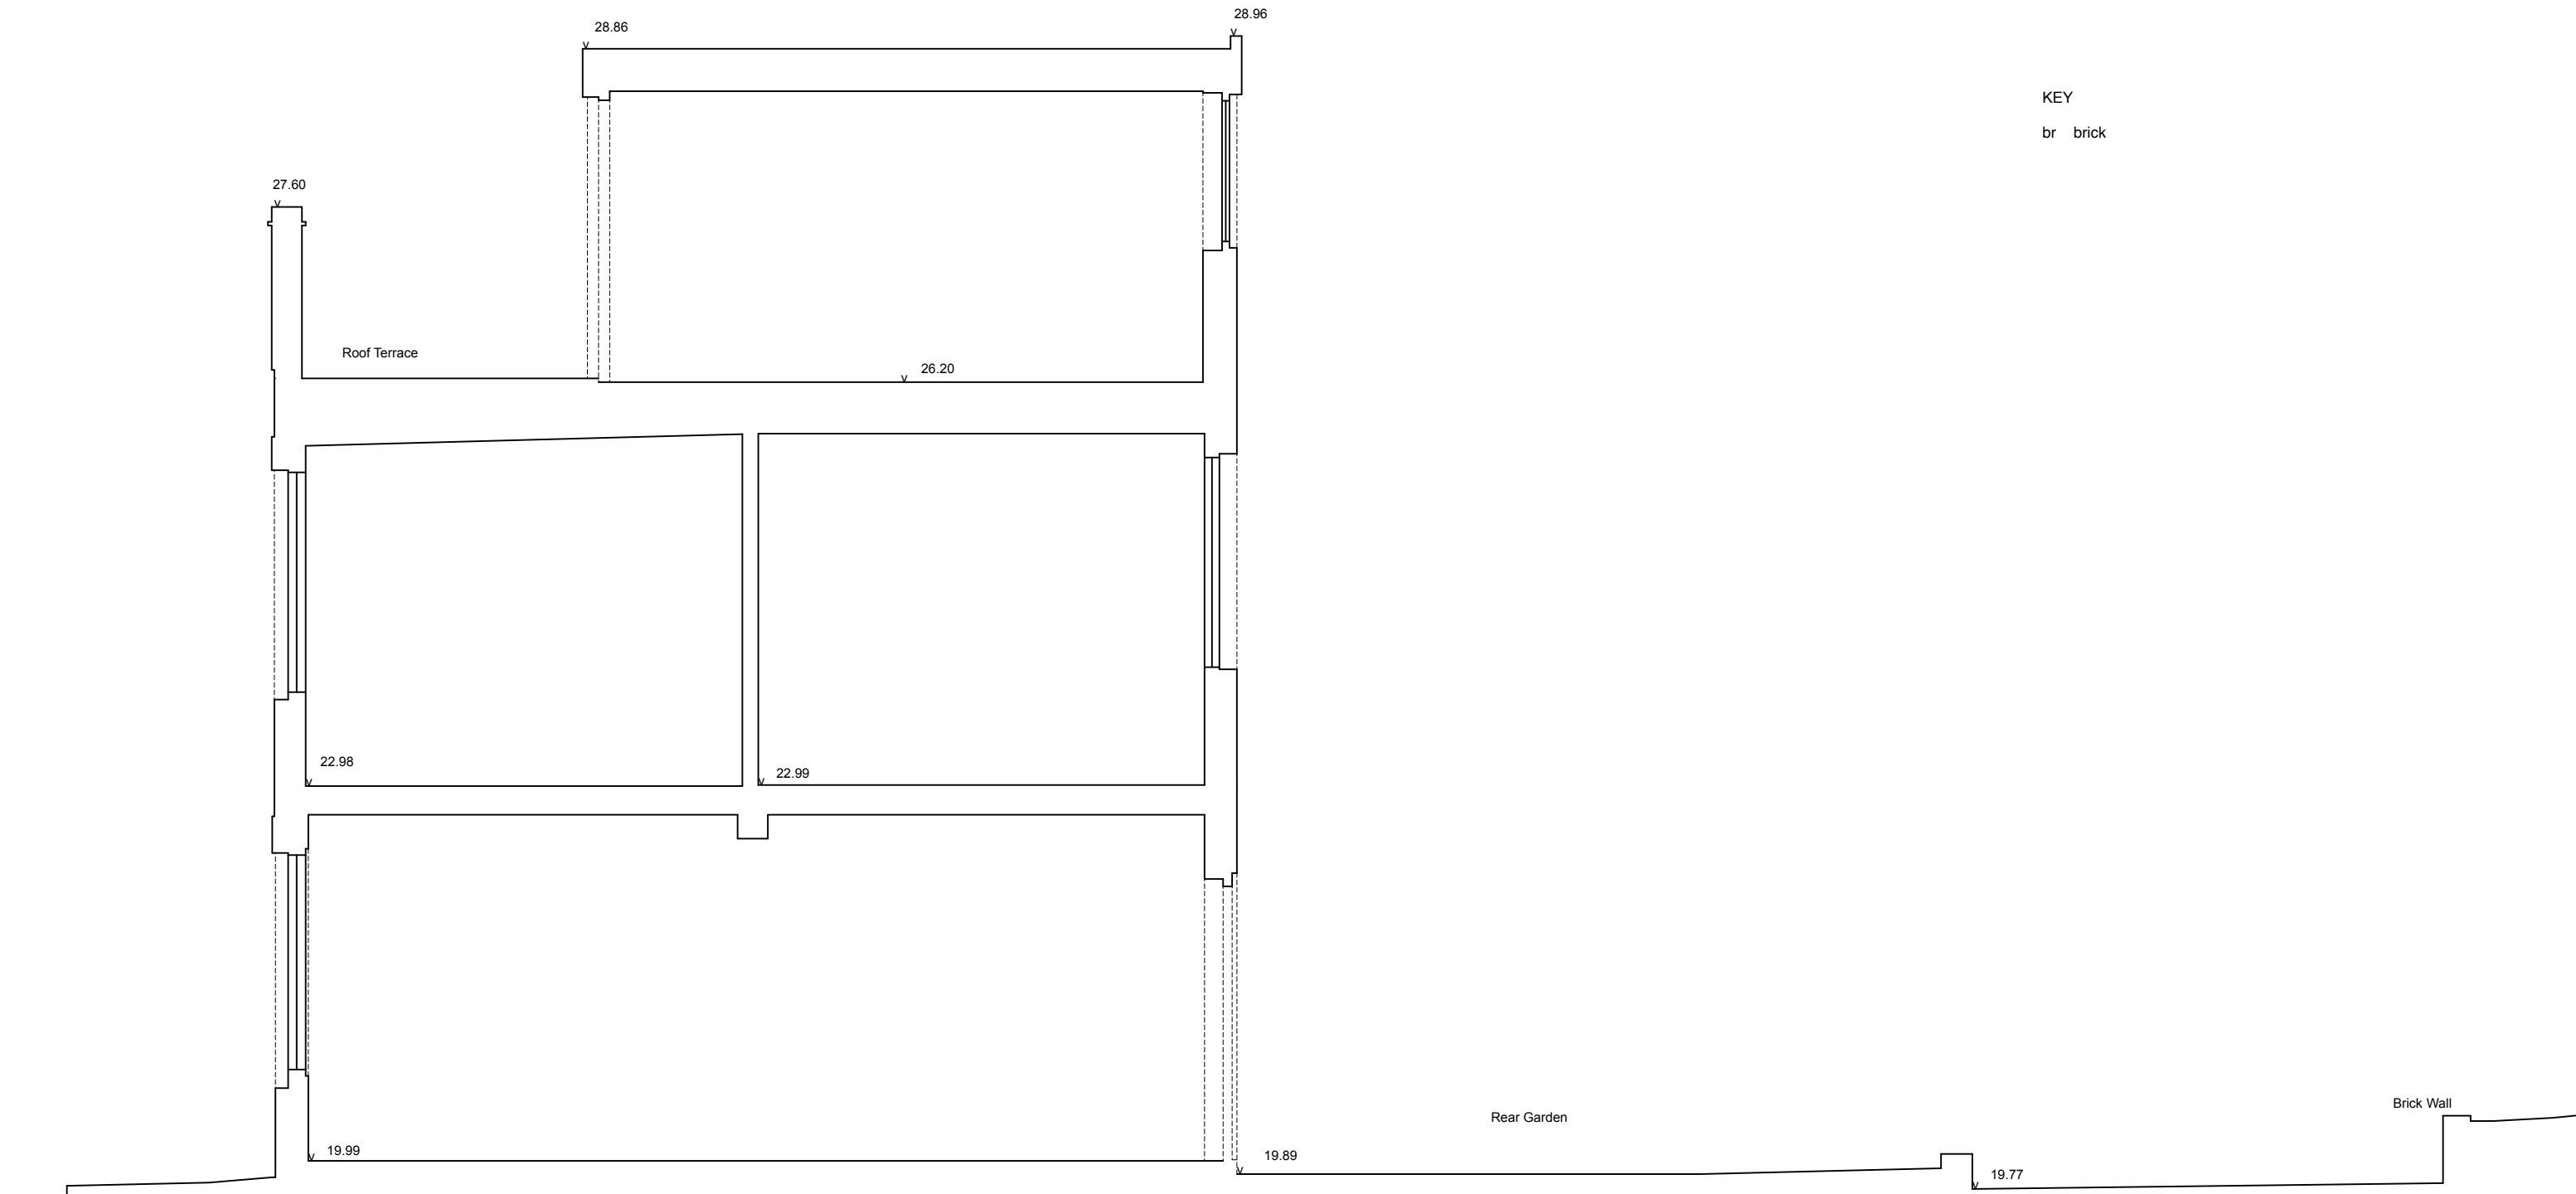 28.96
28.86
KEY
br brick
27.60
Roof Terrace
26.20
22.98
22.99
Brick Wall
Rear Garden
19.99
19.89
19.77